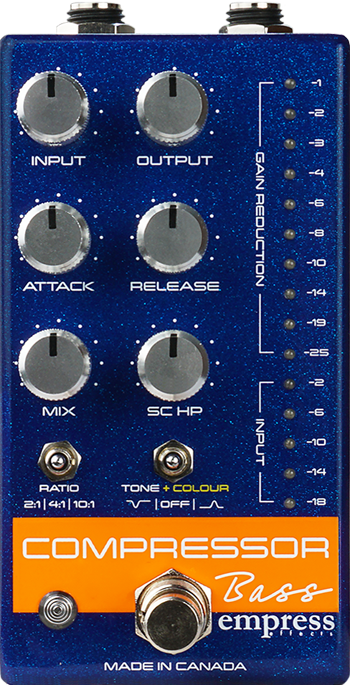 INPUT OUTPUT
ATTACK RELEASE
MIX SC HP
RATIO TONE + COLOUR
2:1|4:1|10:1 |OFF|
GAIN REDUCTION
-1
-2
-3
-4
-6
-8
-10
-14
-19
-25
INPUT
-2
-6
-10
-14
-18
COMPRESSOR
Bass
empress
effects
MADE IN CANADA